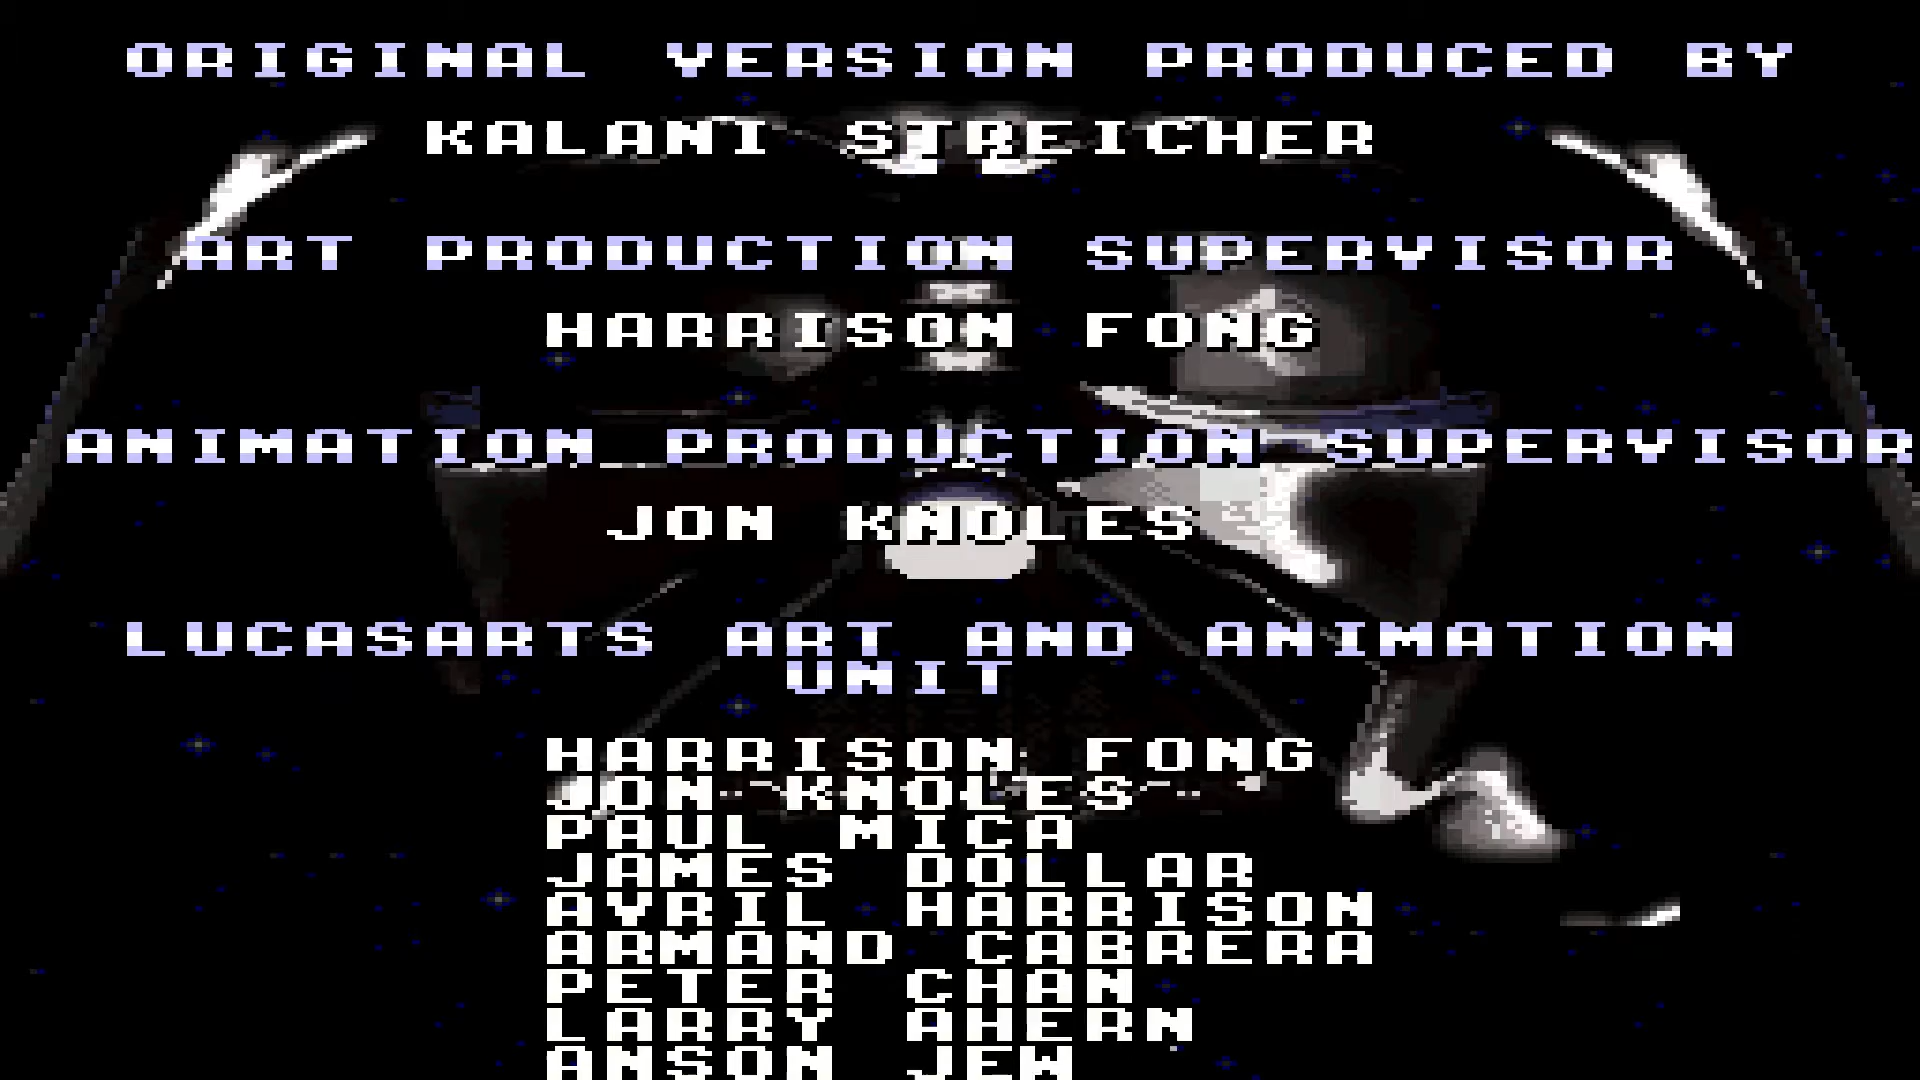 ORIGINAL VERSION PRODUCED BY
KALANI STREICHER
ART PRODUCTION SUPERVISOR
HARRISON FONG
ANIMATION PRODUCTION SUPERVISOR
JON KNOLES
LUCASARTS ART AND ANIMATION
UNIT
HARRISON FONG
JON KNOLES
PAUL MICA
JAMES DOLLAR
AVRIL HARRISON
ARMAND CABRERA
PETER CHAN
LARRY AHERN
ANSON JEW